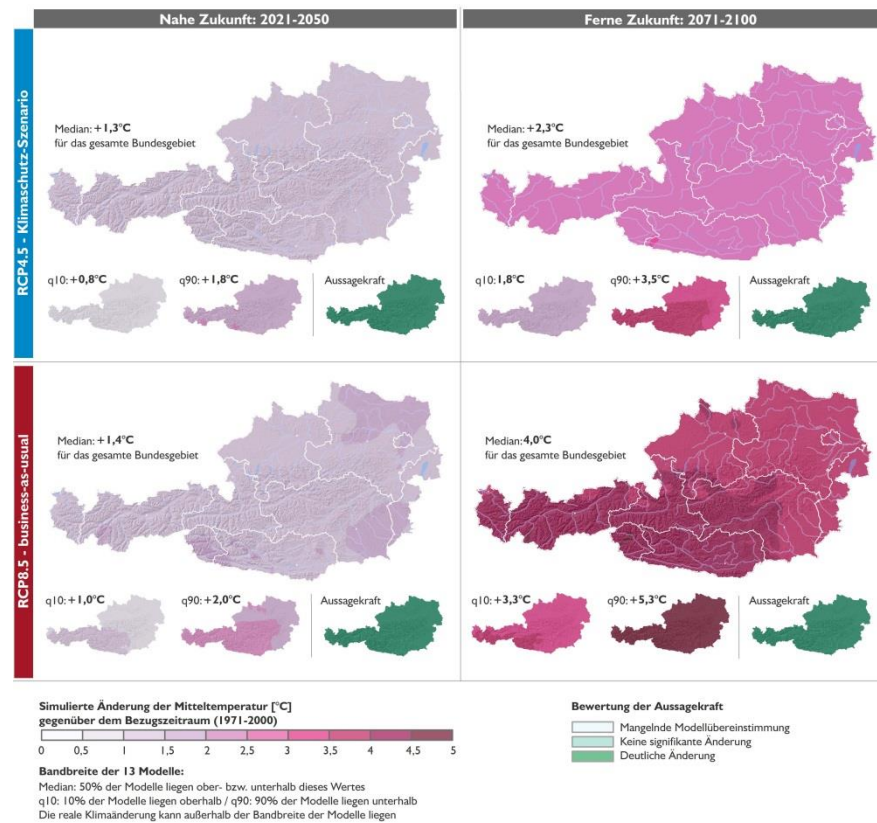 Nahe Zukunft: 2021-2050
Ferne Zukunft: 2071-2100
RCP4.5 - Klimaschutz-Szenario
Median: +1,3°C
für das gesamte Bundesgebiet
q10: +0,8°C
q90: +1,8°C
Aussagekraft
Median: +2,3°C
für das gesamte Bundesgebiet
q10: 1,8°C
q90: +3,5°C
Aussagekraft
RCP8.5 - business-as-usual
Median: +1,4°C
für das gesamte Bundesgebiet
q10: +1,0°C
q90: +2,0°C
Aussagekraft
Median: 4,0°C
für das gesamte Bundesgebiet
q10: +3,3°C
q90: +5,3°C
Aussagekraft
Simulierte Änderung der Mitteltemperatur [°C]
gegenüber dem Bezugszeitraum (1971-2000)
0 0,5 1 1,5 2 2,5 3 3,5 4 4,5 5
Bandbreite der 13 Modelle:
Median: 50% der Modelle liegen ober- bzw. unterhalb dieses Wertes
q10: 10% der Modelle liegen oberhalb / q90: 90% der Modelle liegen unterhalb
Die reale Klimaänderung kann außerhalb der Bandbreite der Modelle liegen
Bewertung der Aussagekraft
Mangelnde Modellübereinstimmung
Keine signifikante Änderung
Deutliche Änderung